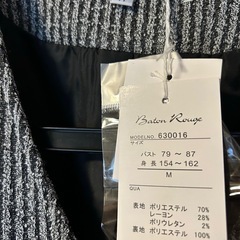 Baton Rouge
MODEL NO. 630016
サイズ
バスト 79～87
身長 154～162
M
QUA
表地 ポリエステル 70%
レーヨン 28%
ポリウレタン 2%
裏地 ポリエステル 100%